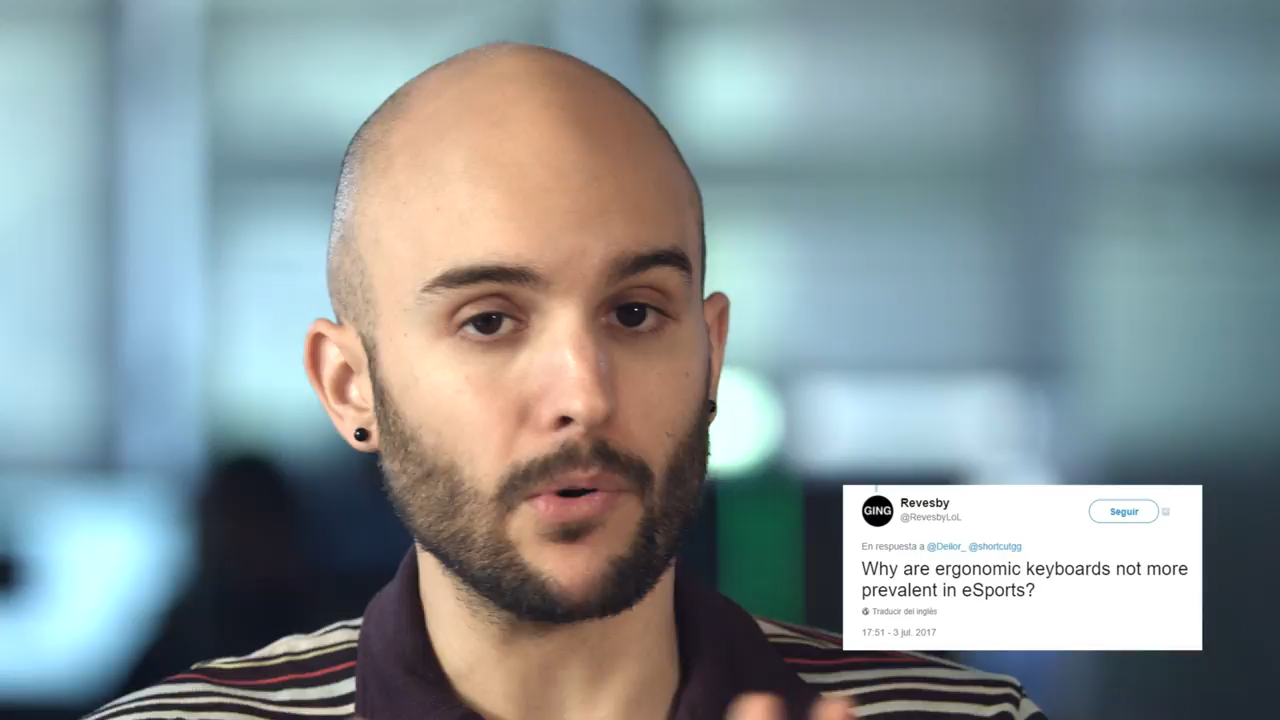 GING
Revesby
@RevesbyLoL
Seguir
En respuesta a @Deilor_ @shortcutgg
Why are ergonomic keyboards not more
prevalent in eSports?
Traducir del inglés
17:51 - 3 jul. 2017